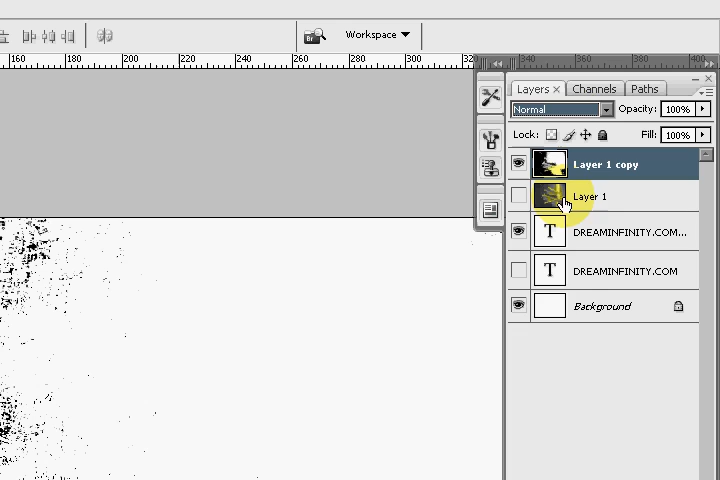 Br Workspace
160 180 200 220 240 260 280 300 320 340 360 380 400
Layers × Channels Paths
Normal Opacity: 100%
Lock: Fill: 100%
Layer 1 copy
Layer 1
T DREAMINFINITY.COM...
T DREAMINFINITY.COM
Background